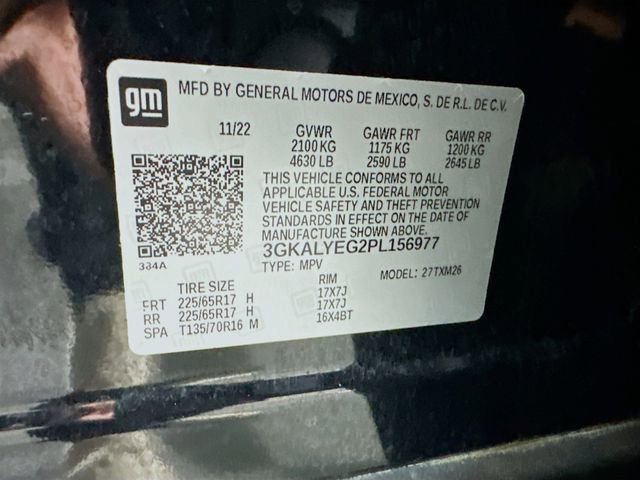 gm MFD BY GENERAL MOTORS DE MEXICO, S. DE R.L. DE C.V.
11/22 GVWR GAWR FRT GAWR RR
2100 KG 1175 KG 1200 KG
4630 LB 2590 LB 2645 LB
THIS VEHICLE CONFORMS TO ALL
APPLICABLE U.S. FEDERAL MOTOR
VEHICLE SAFETY AND THEFT PREVENTION
STANDARDS IN EFFECT ON THE DATE OF
MANUFACTURE SHOWN ABOVE.
3GKALYEG2PL156977
384A TYPE: MPV MODEL: 27TXM26
TIRE SIZE RIM
FRT 225/65R17 H 17X7J
RR 225/65R17 H 17X7J
SPA T135/70R16 M 16X4BT